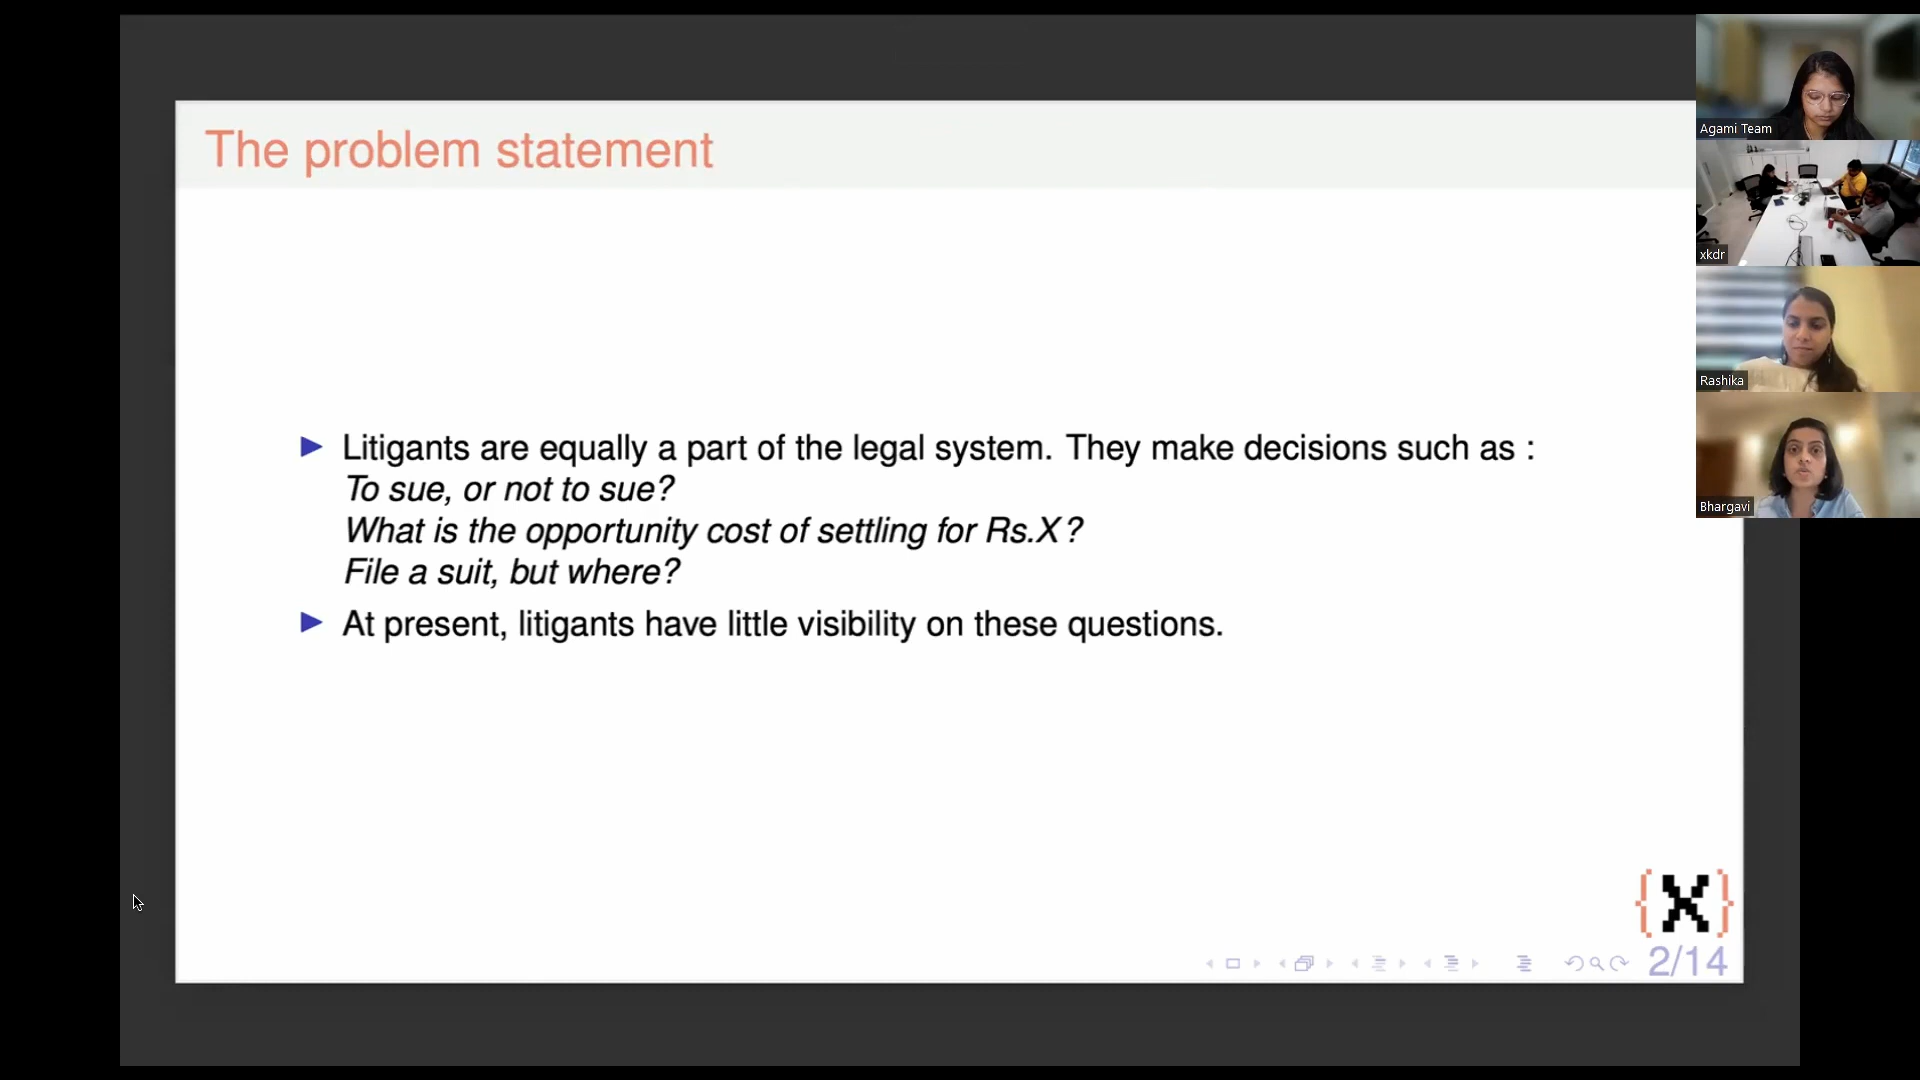 The problem statement
Litigants are equally a part of the legal system. They make decisions such as :
To sue, or not to sue?
What is the opportunity cost of settling for Rs.X?
File a suit, but where?
At present, litigants have little visibility on these questions.
{X}
2/14
Agami Team
xkdr
Rashika
Bhargavi